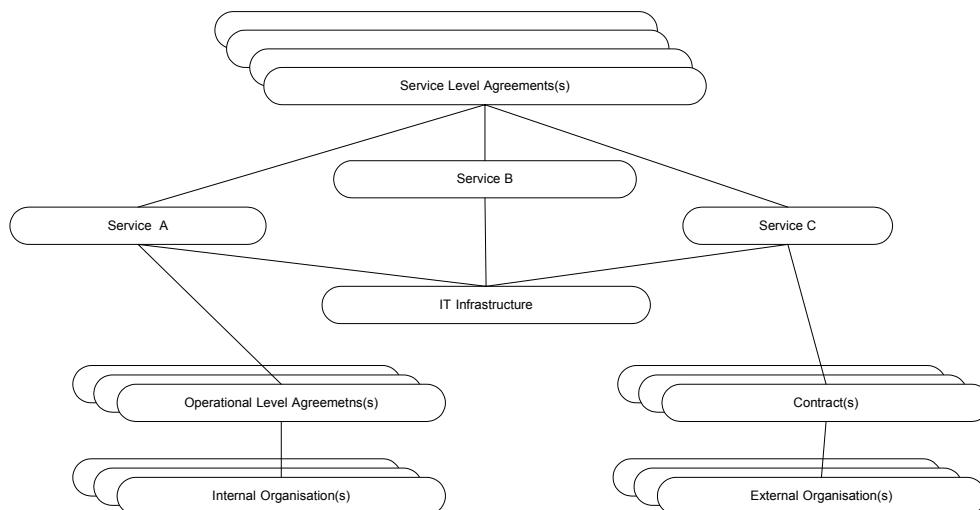 Service Level Agreements(s)
Service B
Service A
Service C
IT Infrastructure
Operational Level Agreemetns(s)
Contract(s)
Internal Organisation(s)
External Organisation(s)